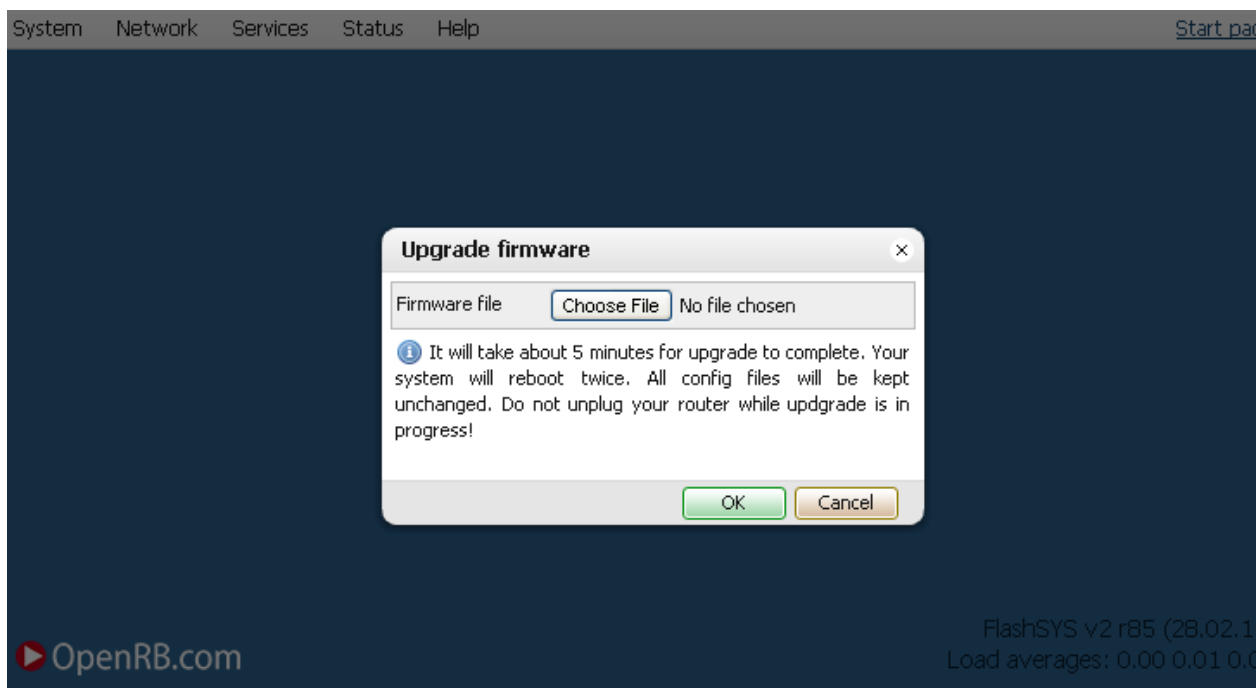 System Network Services Status Help Start pa
Upgrade firmware
Firmware file Choose File No file chosen
It will take about 5 minutes for upgrade to complete. Your
system will reboot twice. All config files will be kept
unchanged. Do not unplug your router while updgrade is in
progress!
OK Cancel
FlashSYS v2 r85 (28.02.1
OpenRB.com
Load averages: 0.00 0.01 0.0